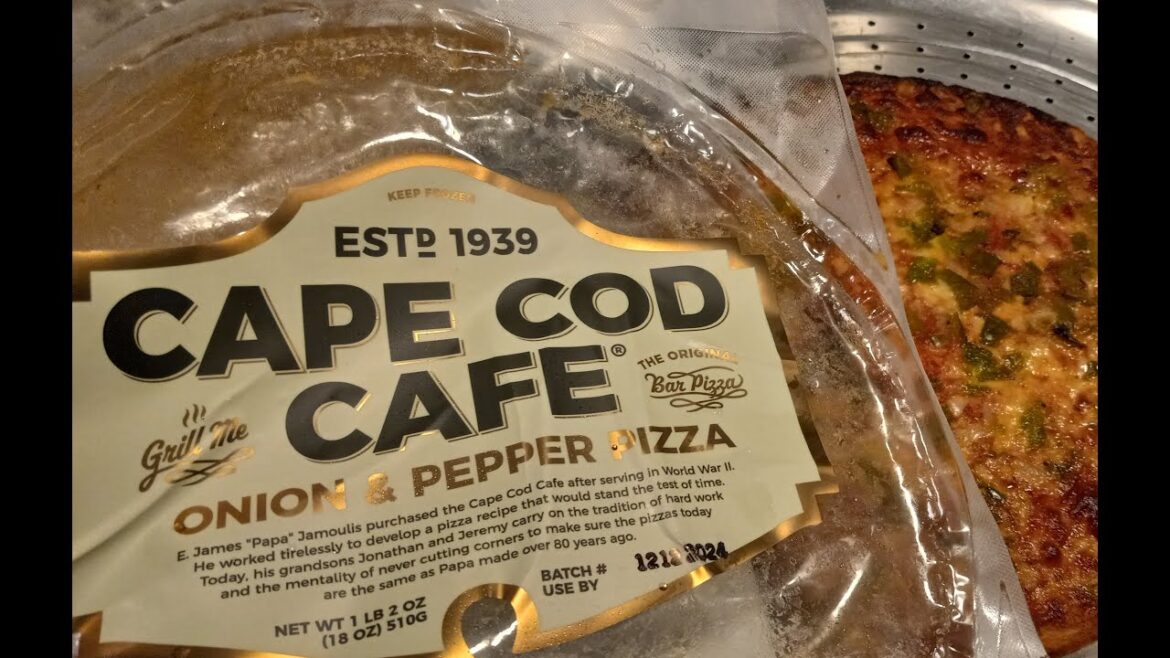 KEEP FROZEN
ESTD 1939
CAPE COD
CAFE®
THE ORIGINAL
Bar Pizza
Grill Me
ONION & PEPPER PIZZA
E. James "Papa" Jamoulis purchased the Cape Cod Cafe after serving in World War II.
He worked tirelessly to develop a pizza recipe that would stand the test of time.
Today, his grandsons Jonathan and Jeremy carry on the tradition of hard work
and the mentality of never cutting corners to make sure the pizzas today
are the same as Papa made over 80 years ago.
BATCH #
USE BY
NET WT 1 LB 2 OZ
(18 OZ) 510G